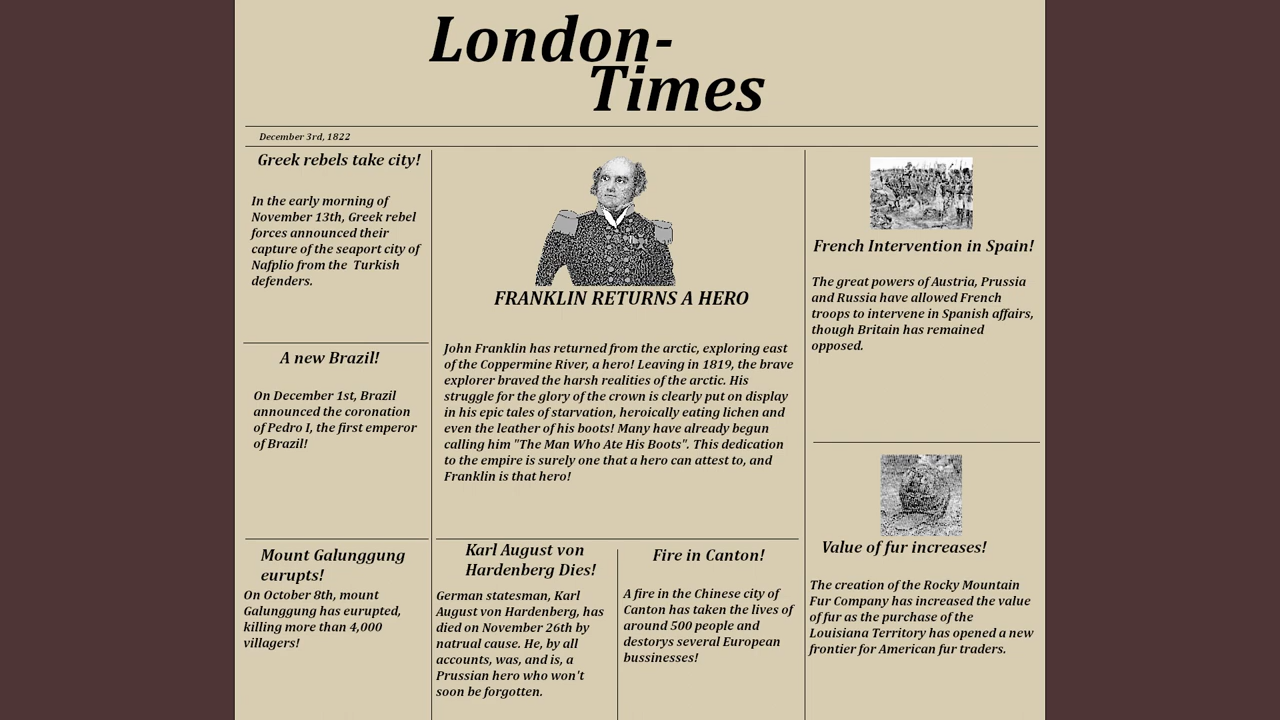 London-
Times
December 3rd, 1822
Greek rebels take city!
In the early morning of
November 13th, Greek rebel
forces announced their
capture of the seaport city of
Nafplio from the Turkish
defenders.
A new Brazil!
On December 1st, Brazil
announced the coronation
of Pedro I, the first emperor
of Brazil!
Mount Galunggung
eurupts!
On October 8th, mount
Galunggung has eurupted,
killing more than 4,000
villagers!
FRANKLIN RETURNS A HERO
John Franklin has returned from the arctic, exploring east
of the Coppermine River, a hero! Leaving in 1819, the brave
explorer braved the harsh realities of the arctic. His
struggle for the glory of the crown is clearly put on display
in his epic tales of starvation, heroically eating lichen and
even the leather of his boots! Many have already begun
calling him "The Man Who Ate His Boots". This dedication
to the empire is surely one that a hero can attest to, and
Franklin is that hero!
Karl August von
Hardenberg Dies!
German statesman, Karl
August von Hardenberg, has
died on November 26th by
natrual cause. He, by all
accounts, was, and is, a
Prussian hero who won't
soon be forgotten.
Fire in Canton!
A fire in the Chinese city of
Canton has taken the lives of
around 500 people and
destorys several European
bussinesses!
French Intervention in Spain!
The great powers of Austria, Prussia
and Russia have allowed French
troops to intervene in Spanish affairs,
though Britain has remained
opposed.
Value of fur increases!
The creation of the Rocky Mountain
Fur Company has increased the value
of fur as the purchase of the
Louisiana Territory has opened a new
frontier for American fur traders.